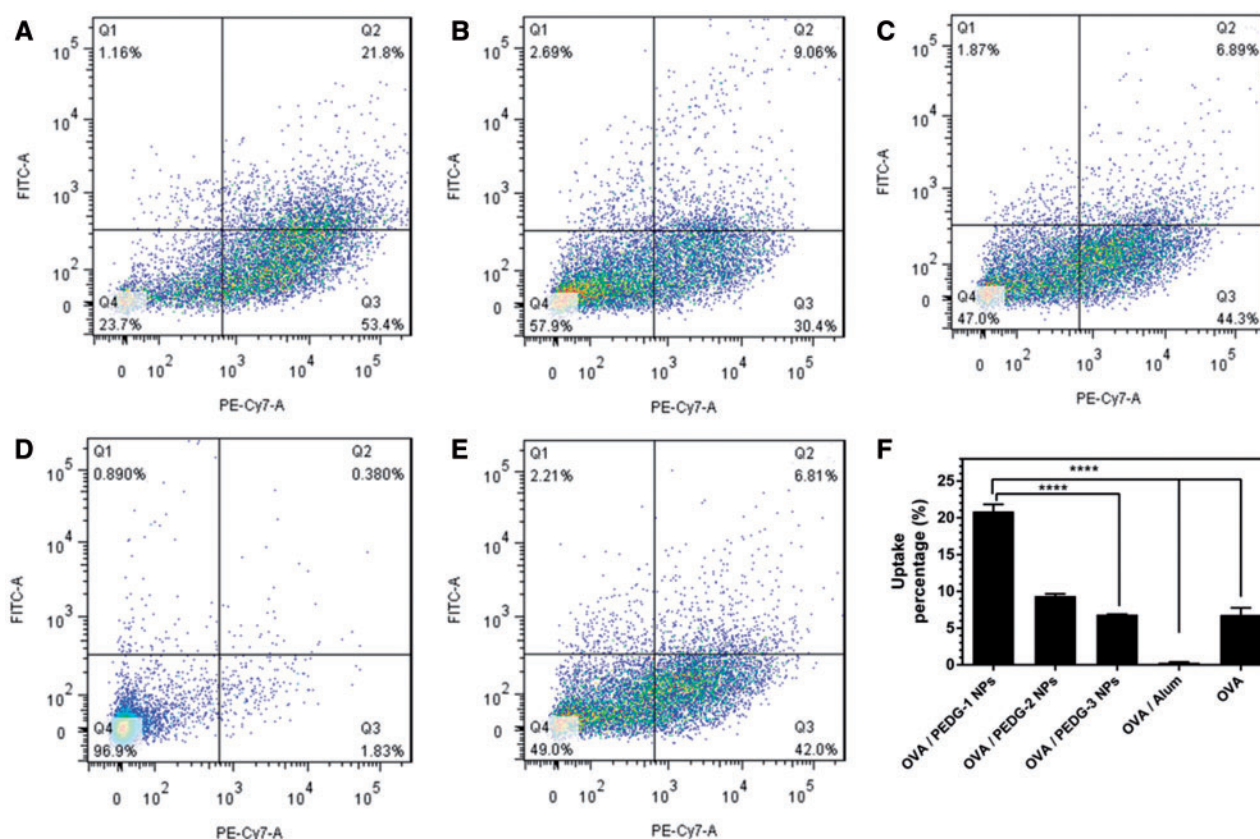 A
Q1
1.16%
Q2
21.8%
10^5
10^4
10^3
10^2
0
FITC-A
Q4
23.7%
Q3
53.4%
0 10^2 10^3 10^4 10^5
PE-Cy7-A
B
Q1
2.69%
Q2
9.06%
10^5
10^4
10^3
10^2
0
FITC-A
Q4
57.9%
Q3
30.4%
0 10^2 10^3 10^4 10^5
PE-Cy7-A
C
Q1
1.87%
Q2
6.89%
10^5
10^4
10^3
10^2
0
FITC-A
Q4
47.0%
Q3
44.3%
0 10^2 10^3 10^4 10^5
PE-Cy7-A
D
Q1
0.890%
Q2
0.380%
10^5
10^4
10^3
10^2
0
FITC-A
Q4
96.9%
Q3
1.83%
0 10^2 10^3 10^4 10^5
PE-Cy7-A
E
Q1
2.21%
Q2
6.81%
10^5
10^4
10^3
10^2
0
FITC-A
Q4
49.0%
Q3
42.0%
0 10^2 10^3 10^4 10^5
PE-Cy7-A
F
****
****
25
20
15
10
5
0
Uptake
percentage (%)
OVA / PEDG-1 NPs
OVA / PEDG-2 NPs
OVA / PEDG-3 NPs
OVA / Alum
OVA